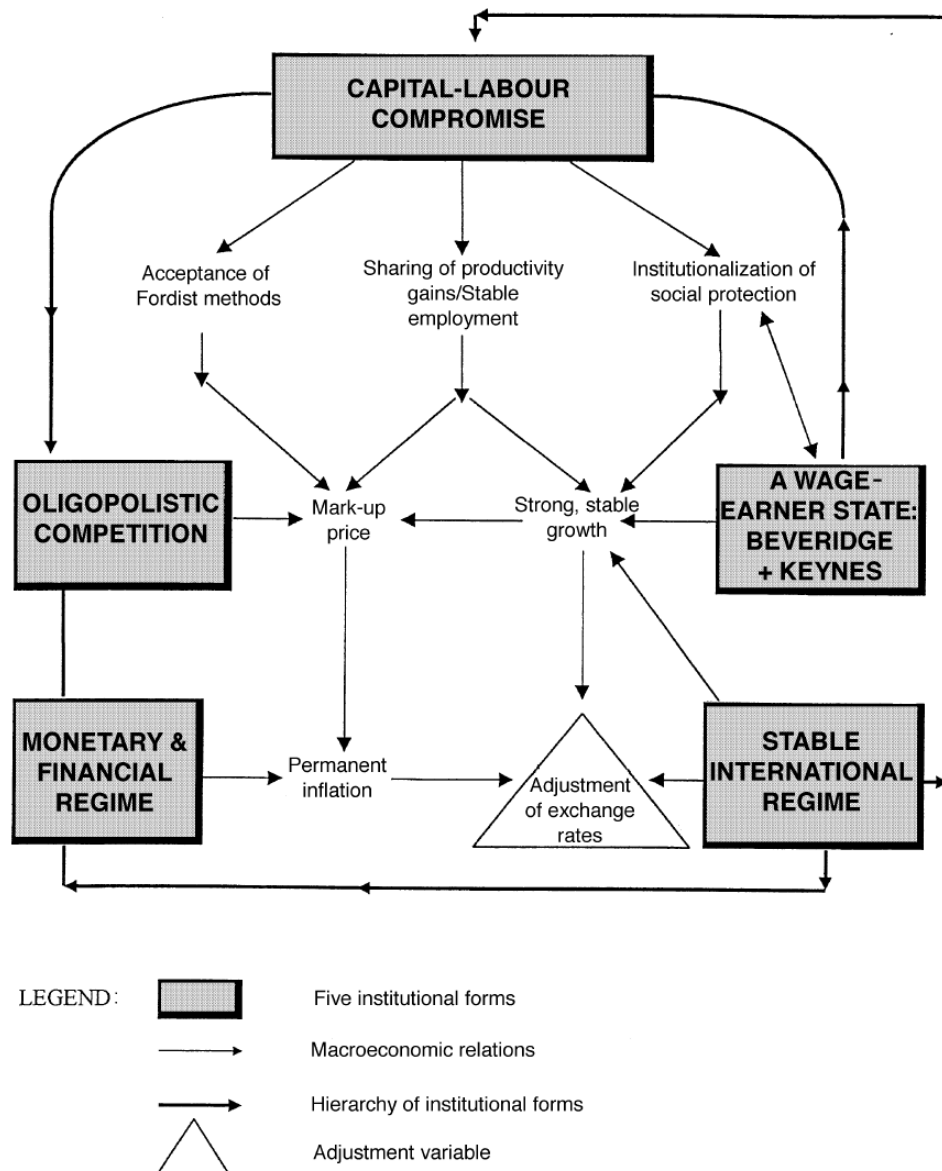 CAPITAL-LABOUR
COMPROMISE
Acceptance of
Fordist methods
Sharing of productivity
gains/Stable
employment
Institutionalization of
social protection
OLIGOPOLISTIC
COMPETITION
Mark-up
price
Strong, stable
growth
A WAGE-
EARNER STATE:
BEVERIDGE
+ KEYNES
MONETARY &
FINANCIAL
REGIME
Permanent
inflation
Adjustment
of exchange
rates
STABLE
INTERNATIONAL
REGIME
LEGEND:
Five institutional forms
Macroeconomic relations
Hierarchy of institutional forms
Adjustment variable